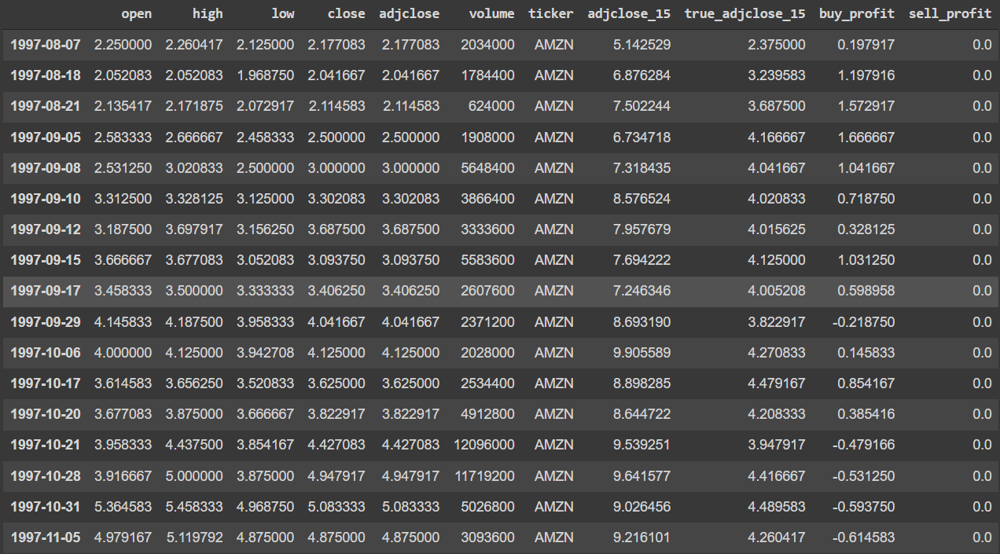 open high low close adjclose volume ticker adjclose_15 true_adjclose_15 buy_profit sell_profit
1997-08-07 2.250000 2.260417 2.125000 2.177083 2.177083 2034000 AMZN 5.142529 2.375000 0.197917 0.0
1997-08-18 2.052083 2.052083 1.968750 2.041667 2.041667 1784400 AMZN 6.876284 3.239583 1.197916 0.0
1997-08-21 2.135417 2.171875 2.072917 2.114583 2.114583 624000 AMZN 7.502244 3.687500 1.572917 0.0
1997-09-05 2.583333 2.666667 2.458333 2.500000 2.500000 1908000 AMZN 6.734718 4.166667 1.666667 0.0
1997-09-08 2.531250 3.020833 2.500000 3.000000 3.000000 5648400 AMZN 7.318435 4.041667 1.041667 0.0
1997-09-10 3.312500 3.328125 3.125000 3.302083 3.302083 3866400 AMZN 8.576524 4.020833 0.718750 0.0
1997-09-12 3.187500 3.697917 3.156250 3.687500 3.687500 3333600 AMZN 7.957679 4.015625 0.328125 0.0
1997-09-15 3.666667 3.677083 3.052083 3.093750 3.093750 5583600 AMZN 7.694222 4.125000 1.031250 0.0
1997-09-17 3.458333 3.500000 3.333333 3.406250 3.406250 2607600 AMZN 7.246346 4.005208 0.598958 0.0
1997-09-29 4.145833 4.187500 3.958333 4.041667 4.041667 2371200 AMZN 8.693190 3.822917 -0.218750 0.0
1997-10-06 4.000000 4.125000 3.942708 4.125000 4.125000 2028000 AMZN 9.905589 4.270833 0.145833 0.0
1997-10-17 3.614583 3.656250 3.520833 3.625000 3.625000 2534400 AMZN 8.898285 4.479167 0.854167 0.0
1997-10-20 3.677083 3.875000 3.666667 3.822917 3.822917 4912800 AMZN 8.644722 4.208333 0.385416 0.0
1997-10-21 3.958333 4.437500 3.854167 4.427083 4.427083 12096000 AMZN 9.539251 3.947917 -0.479166 0.0
1997-10-28 3.916667 5.000000 3.875000 4.947917 4.947917 11719200 AMZN 9.641577 4.416667 -0.531250 0.0
1997-10-31 5.364583 5.458333 4.968750 5.083333 5.083333 5026800 AMZN 9.026456 4.489583 -0.593750 0.0
1997-11-05 4.979167 5.119792 4.875000 4.875000 4.875000 3093600 AMZN 9.216101 4.260417 -0.614583 0.0